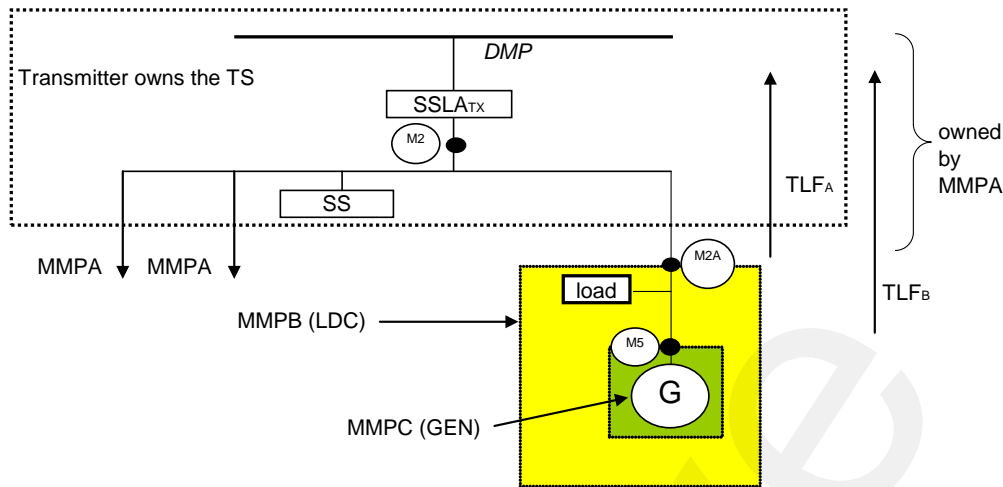 DMP
Transmitter owns the TS
SSLATX
M2
owned
by
MMPA
TLFA
SS
MMPA
MMPA
M2A
load
TLFB
MMPB (LDC)
M5
G
MMPC (GEN)